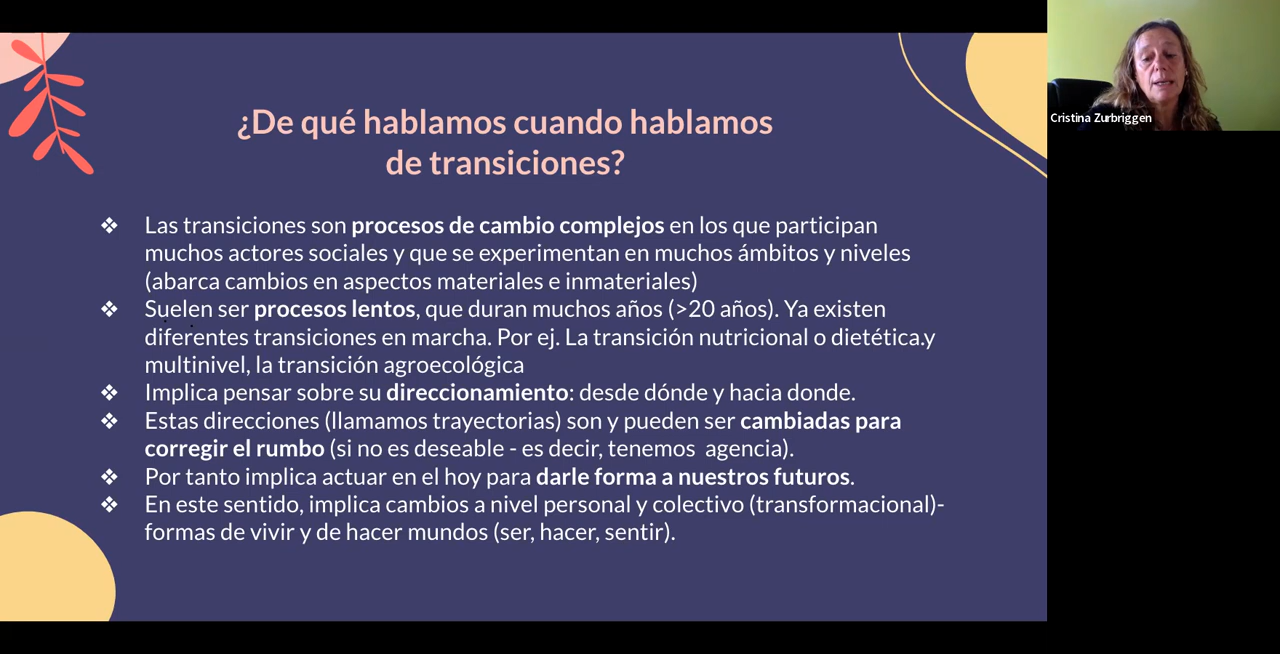 ¿De qué hablamos cuando hablamos
de transiciones?
❖ Las transiciones son procesos de cambio complejos en los que participan
muchos actores sociales y que se experimentan en muchos ámbitos y niveles
(abarca cambios en aspectos materiales e inmateriales)
❖ Suelen ser procesos lentos, que duran muchos años (>20 años). Ya existen
diferentes transiciones en marcha. Por ej. La transición nutricional o dietética.y
multinivel, la transición agroecológica
❖ Implica pensar sobre su direccionamiento: desde dónde y hacia donde.
❖ Estas direcciones (llamamos trayectorias) son y pueden ser cambiadas para
corregir el rumbo (si no es deseable - es decir, tenemos  agencia).
❖ Por tanto implica actuar en el hoy para darle forma a nuestros futuros.
❖ En este sentido, implica cambios a nivel personal y colectivo (transformacional)-
formas de vivir y de hacer mundos (ser, hacer, sentir).
Cristina Zurbriggen